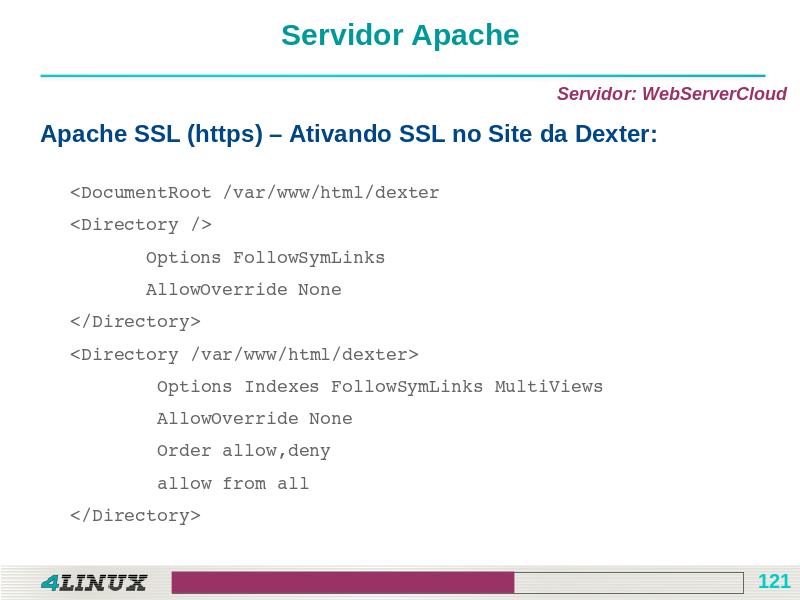 Servidor Apache
Servidor: WebServerCloud
Apache SSL (https) – Ativando SSL no Site da Dexter:
<DocumentRoot /var/www/html/dexter
<Directory />
Options FollowSymLinks
AllowOverride None
</Directory>
<Directory /var/www/html/dexter>
Options Indexes FollowSymLinks MultiViews
AllowOverride None
Order allow,deny
allow from all
</Directory>
4LINUX
121